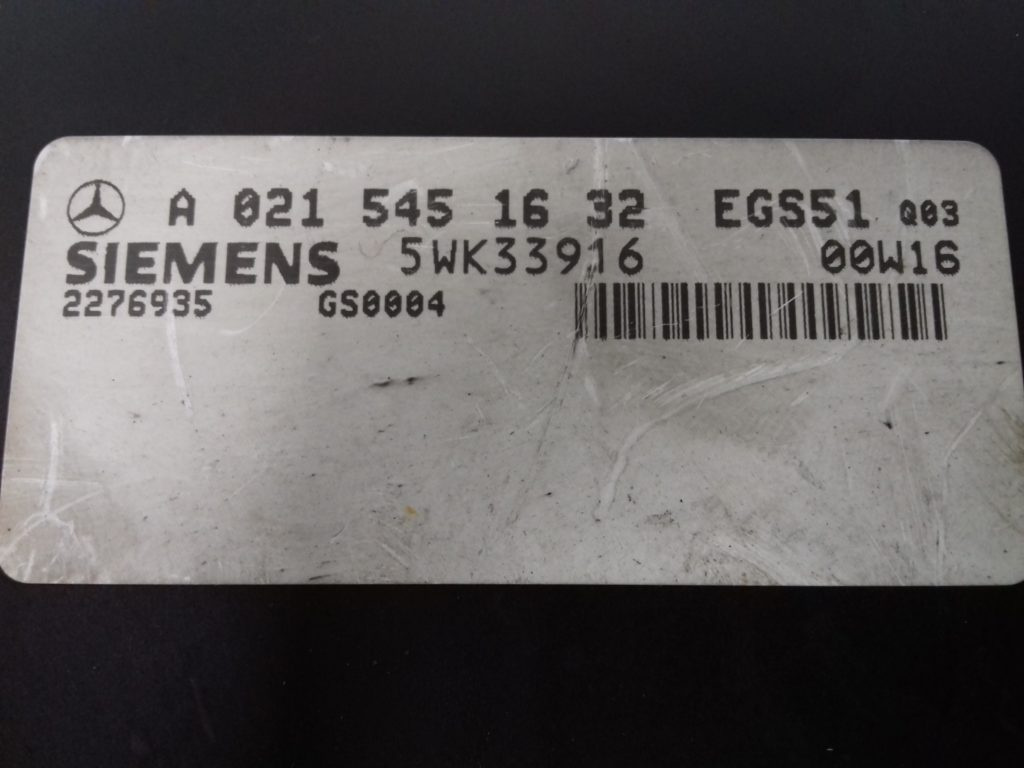 A 021 545 16 32 EGS51 Q03
SIEMENS 5WK33916 00W16
2276935 GS0004